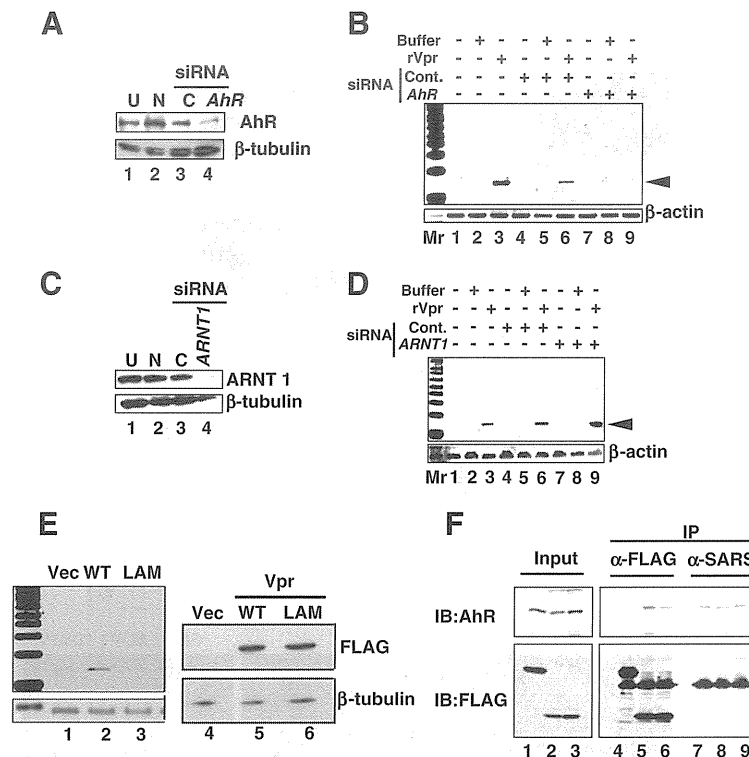 A
siRNA
U N C AhR
AhR
β-tubulin
1 2 3 4
B
Buffer - + - - + - - + -
rVpr - - + - - + - - +
siRNA
Cont. - - - + + + - - -
AhR - - - - - - + + +
β-actin
Mr 1 2 3 4 5 6 7 8 9
C
siRNA
U N C ARNT1
ARNT 1
β-tubulin
1 2 3 4
D
Buffer - + - - + - - + -
rVpr - - + - - + - - +
siRNA
Cont. - - - + + + - - -
ARNT1 - - - - - - + + +
β-actin
Mr 1 2 3 4 5 6 7 8 9
E
Vec WT LAM
1 2 3
Vpr
Vec WT LAM
FLAG
β-tubulin
4 5 6
F
IP
Input α-FLAG α-SARS
IB:AhR
IB:FLAG
1 2 3 4 5 6 7 8 9